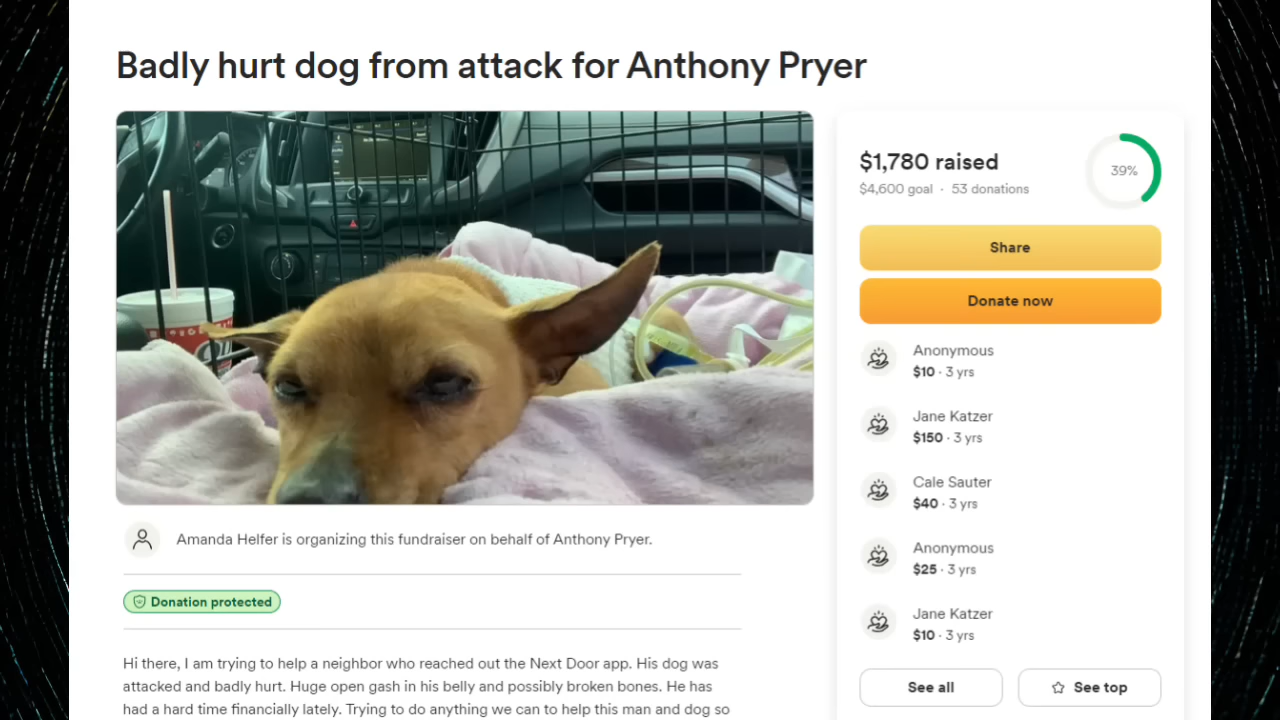 Badly hurt dog from attack for Anthony Pryer
$1,780 raised
$4,600 goal · 53 donations
39%
Share
Donate now
Anonymous
$10 · 3 yrs
Jane Katzer
$150 · 3 yrs
Cale Sauter
$40 · 3 yrs
Anonymous
$25 · 3 yrs
Jane Katzer
$10 · 3 yrs
See all
See top
Amanda Helfer is organizing this fundraiser on behalf of Anthony Pryer.
Donation protected
Hi there, I am trying to help a neighbor who reached out the Next Door app. His dog was
attacked and badly hurt. Huge open gash in his belly and possibly broken bones. He has
had a hard time financially lately. Trying to do anything we can to help this man and dog so